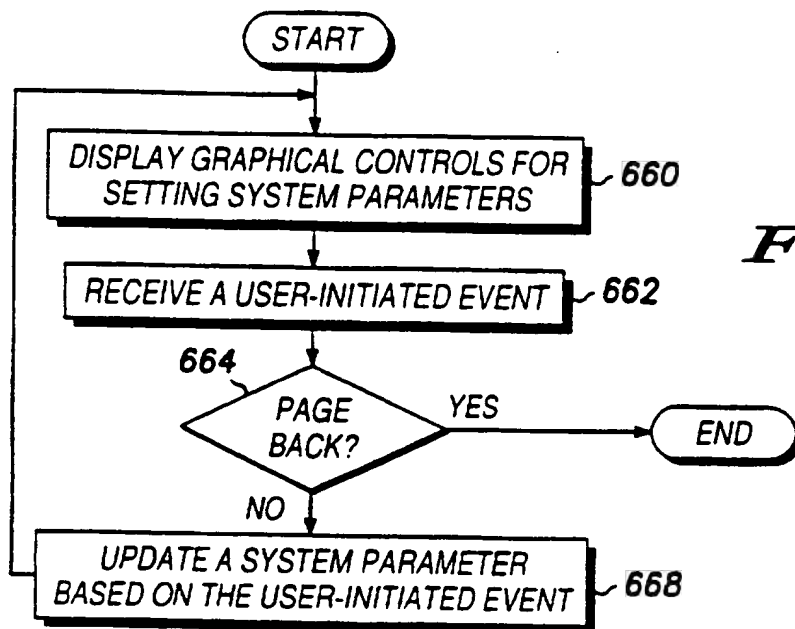 START
DISPLAY GRAPHICAL CONTROLS FOR
SETTING SYSTEM PARAMETERS
660
F
RECEIVE A USER-INITIATED EVENT
662
664
PAGE
BACK?
YES
END
NO
UPDATE A SYSTEM PARAMETER
BASED ON THE USER-INITIATED EVENT
668